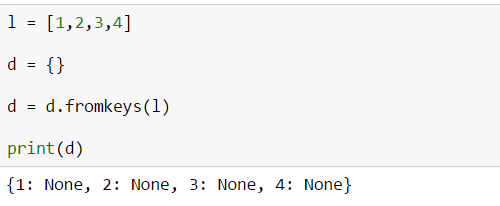 l = [1,2,3,4]
d = {}
d = d.fromkeys(l)
print(d)
{1: None, 2: None, 3: None, 4: None}